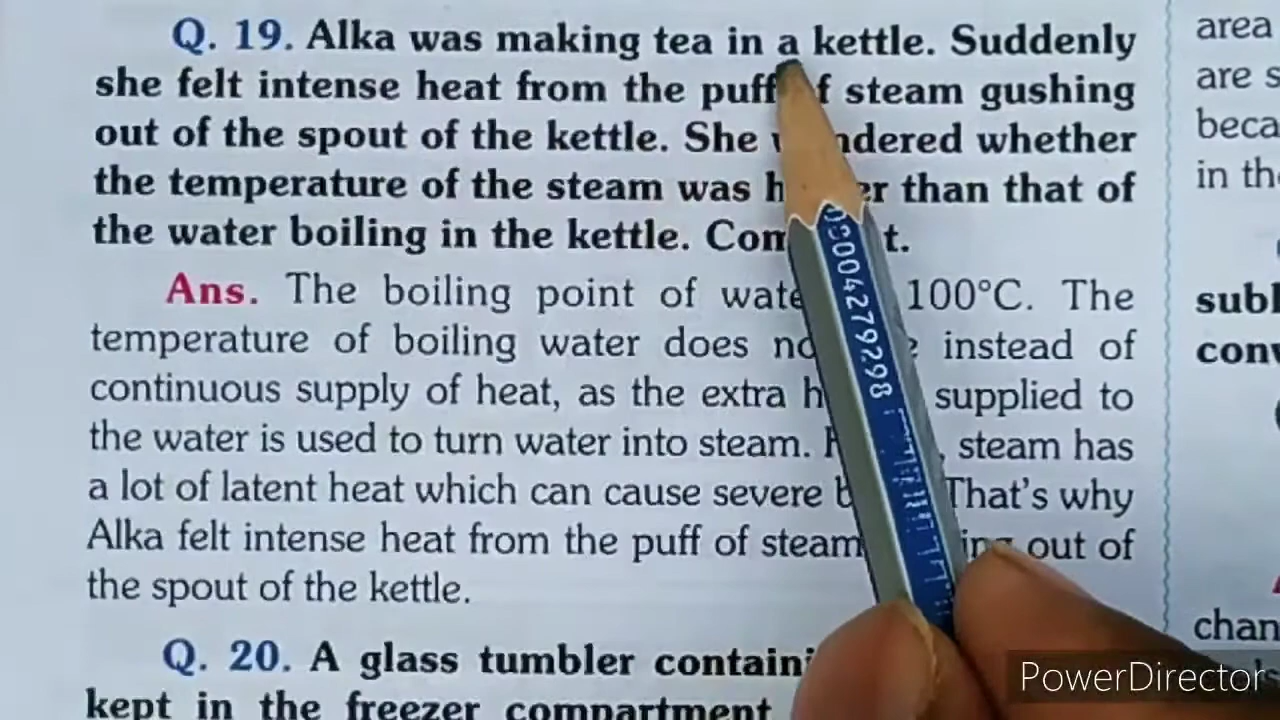 Q. 19. Alka was making tea in a kettle. Suddenly
she felt intense heat from the puff of steam gushing
out of the spout of the kettle. She wondered whether
the temperature of the steam was higher than that of
the water boiling in the kettle. Comment.
Ans. The boiling point of water 100°C. The
temperature of boiling water does not instead of
continuous supply of heat, as the extra heat supplied to
the water is used to turn water into steam. steam has
a lot of latent heat which can cause severe That's why
Alka felt intense heat from the puff of steam out of
the spout of the kettle.
Q. 20. A glass tumbler
kept in the freezer compartment
area
are
in
0300427929B
PowerDirector